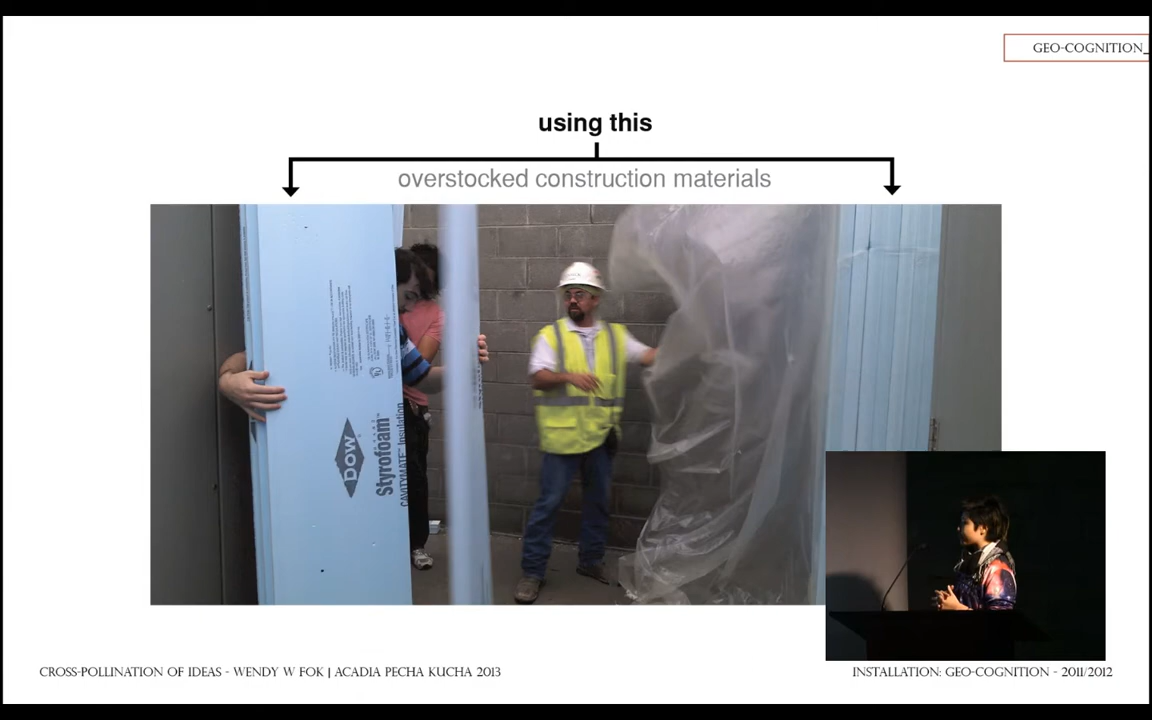 GEO-COGNITION_
using this
overstocked construction materials
DOW
Styrofoam
CAVITYMATE Insulation
CROSS-POLLINATION OF IDEAS - WENDY W FOK | ACADIA PECHA KUCHA 2013
INSTALLATION: GEO-COGNITION - 2011/2012